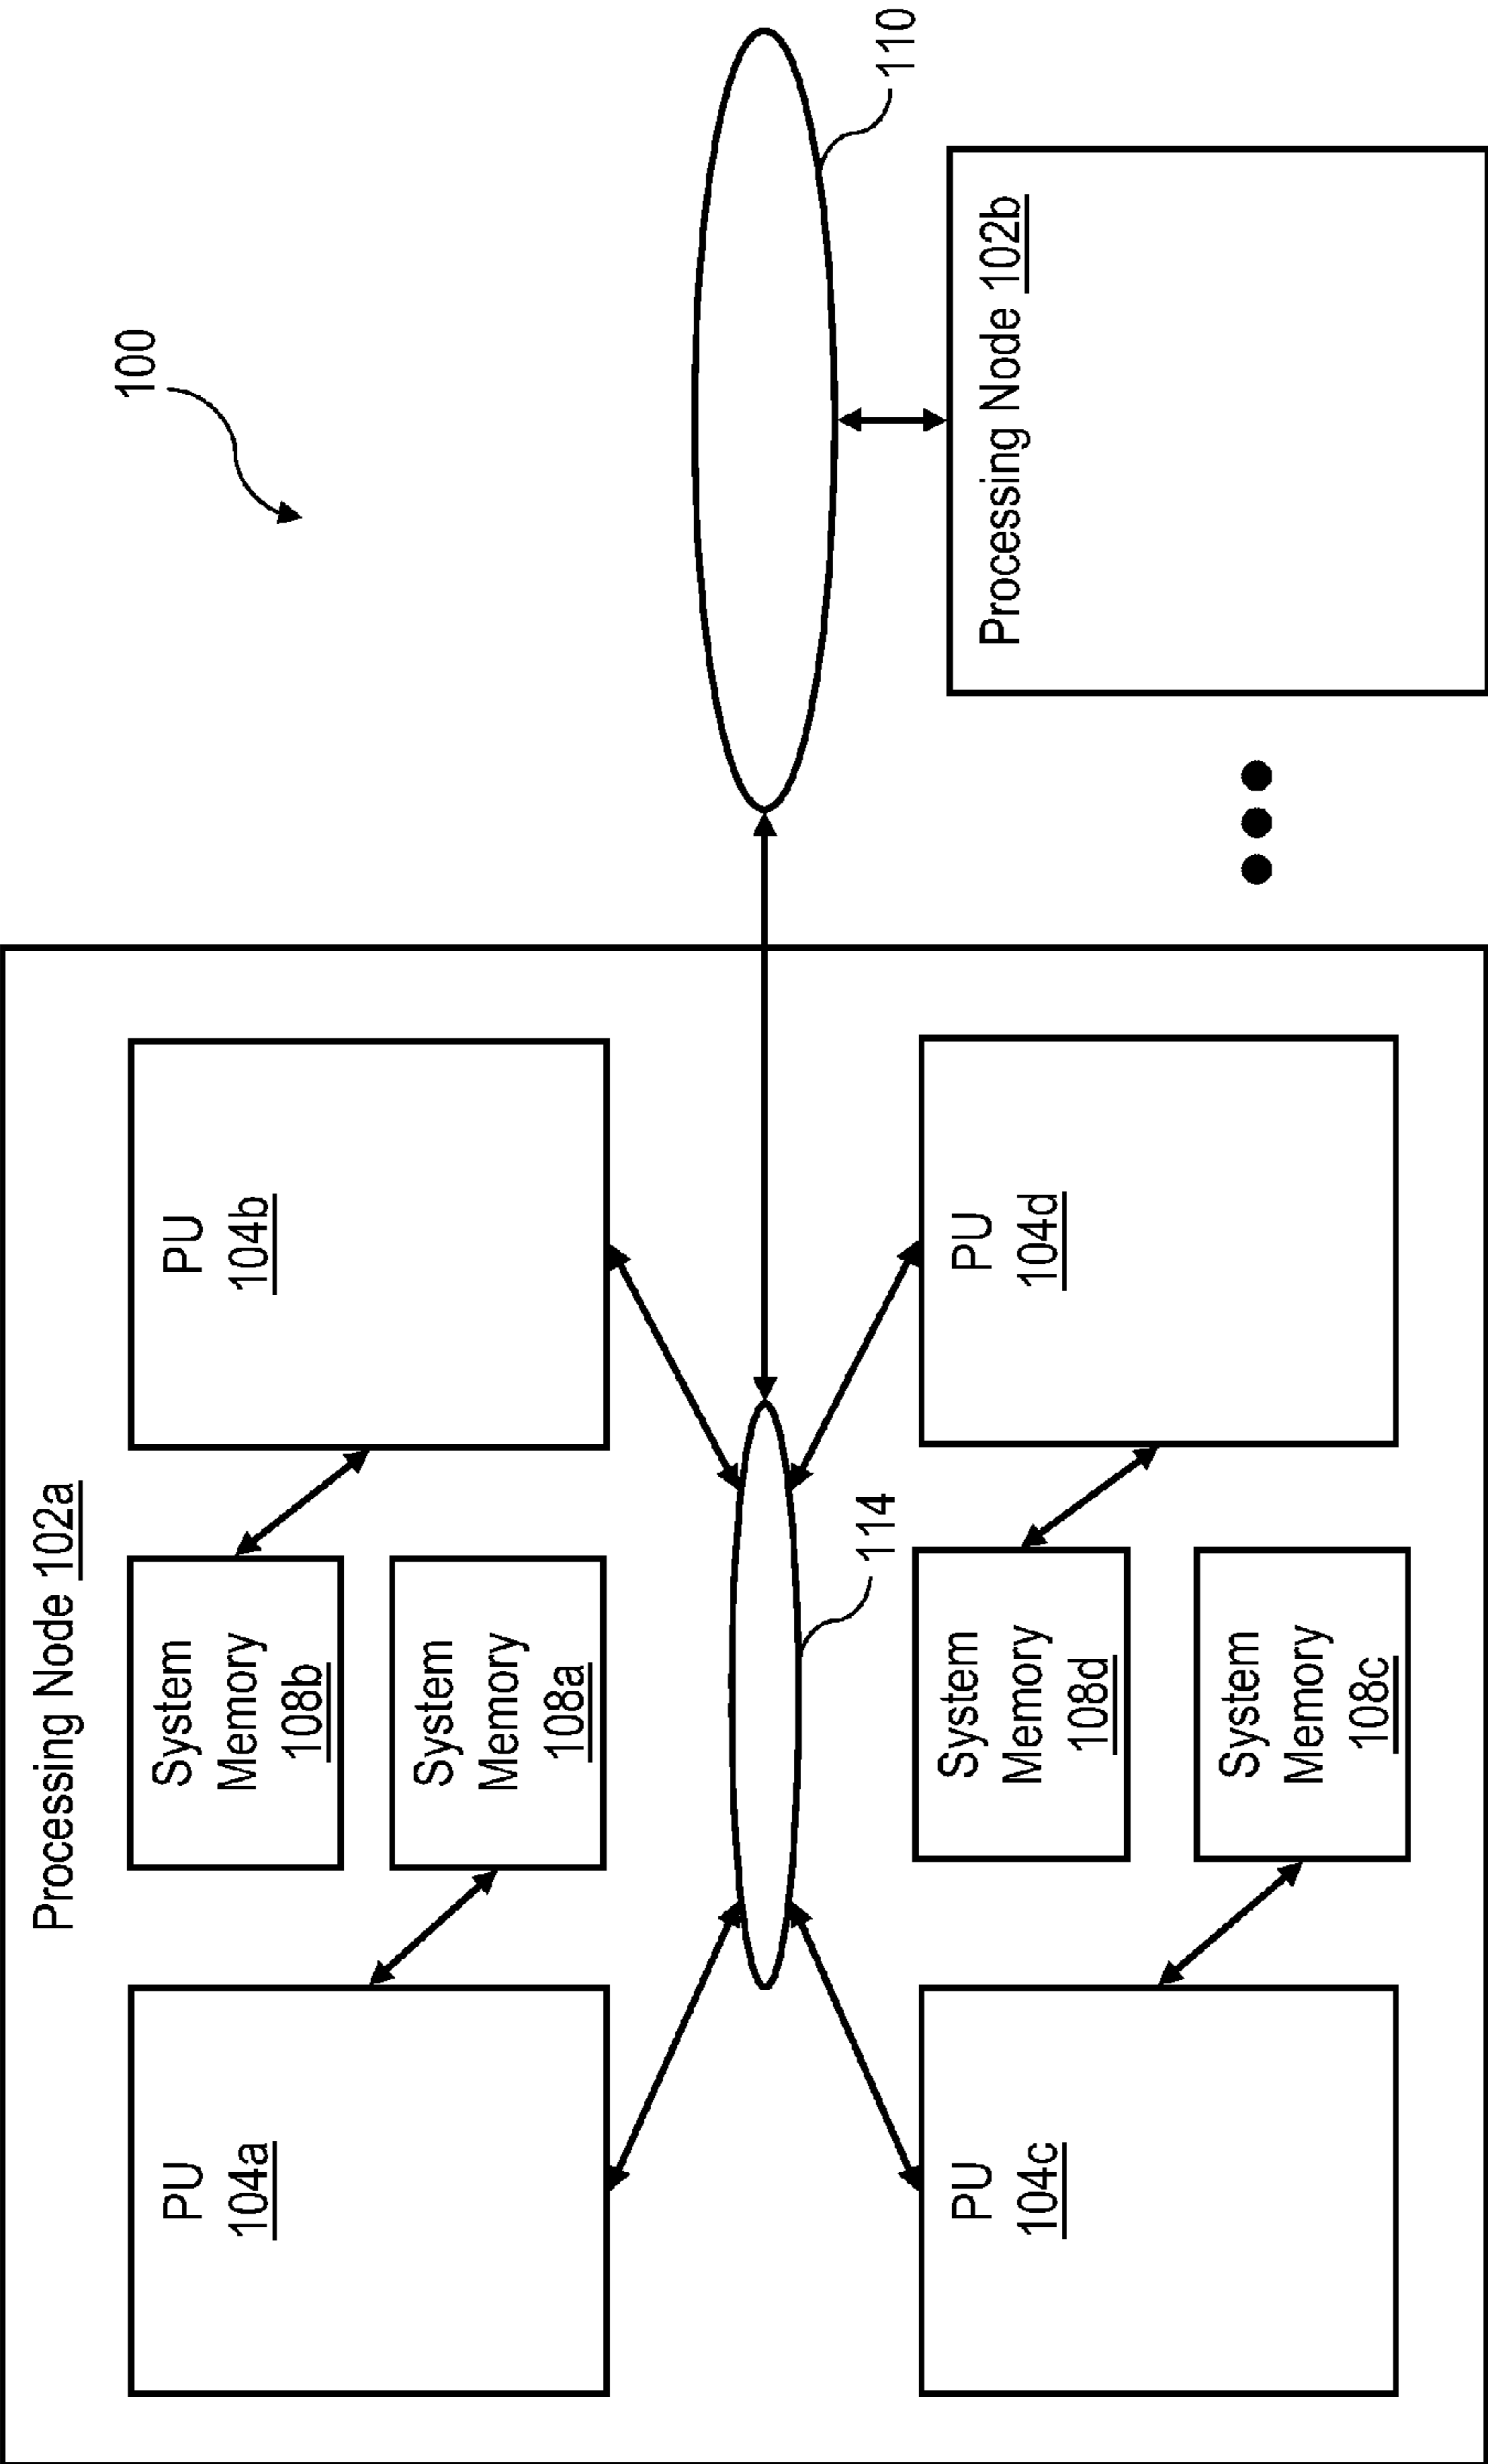 100
Processing Node 102a
PU
104a
System
Memory
108b
PU
104b
System
Memory
108a
110
114
PU
104c
System
Memory
108d
PU
104d
System
Memory
108c
Processing Node 102b